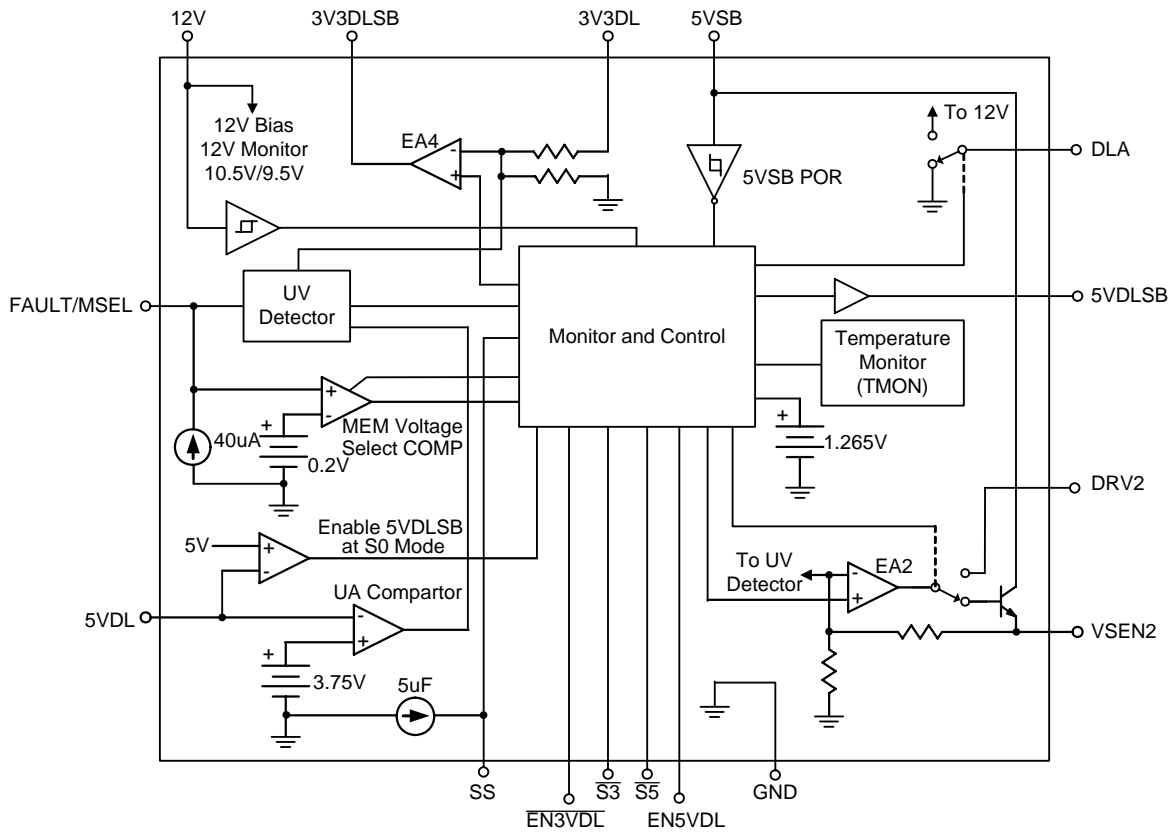 12V
3V3DLSB
3V3DL
5VSB
12V Bias
12V Monitor
10.5V/9.5V
EA4
-
+
5VSB POR
To 12V
DLA
FAULT/MSEL
UV
Detector
Monitor and Control
5VDLSB
Temperature
Monitor
(TMON)
+
-
MEM Voltage
Select COMP
40uA
+
0.2V
1.265V
+
DRV2
5V
+
-
Enable 5VDLSB
at S0 Mode
To UV
Detector
EA2
-
+
5VDL
UA Compartor
-
+
VSEN2
+
3.75V
5uF
SS
EN3VDL
S3
S5
EN5VDL
GND